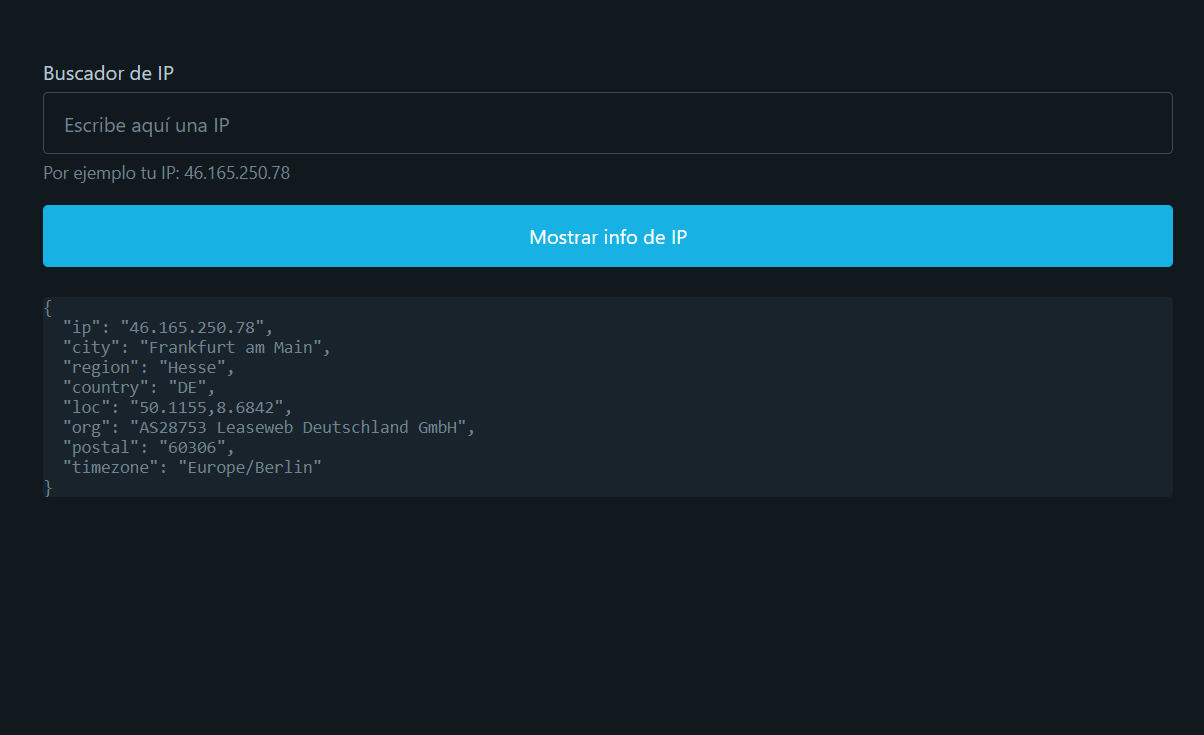 Buscador de IP
Escribe aquí una IP
Por ejemplo tu IP: 46.165.250.78
Mostrar info de IP
{
  "ip": "46.165.250.78",
  "city": "Frankfurt am Main",
  "region": "Hesse",
  "country": "DE",
  "loc": "50.1155,8.6842",
  "org": "AS28753 Leaseweb Deutschland GmbH",
  "postal": "60306",
  "timezone": "Europe/Berlin"
}